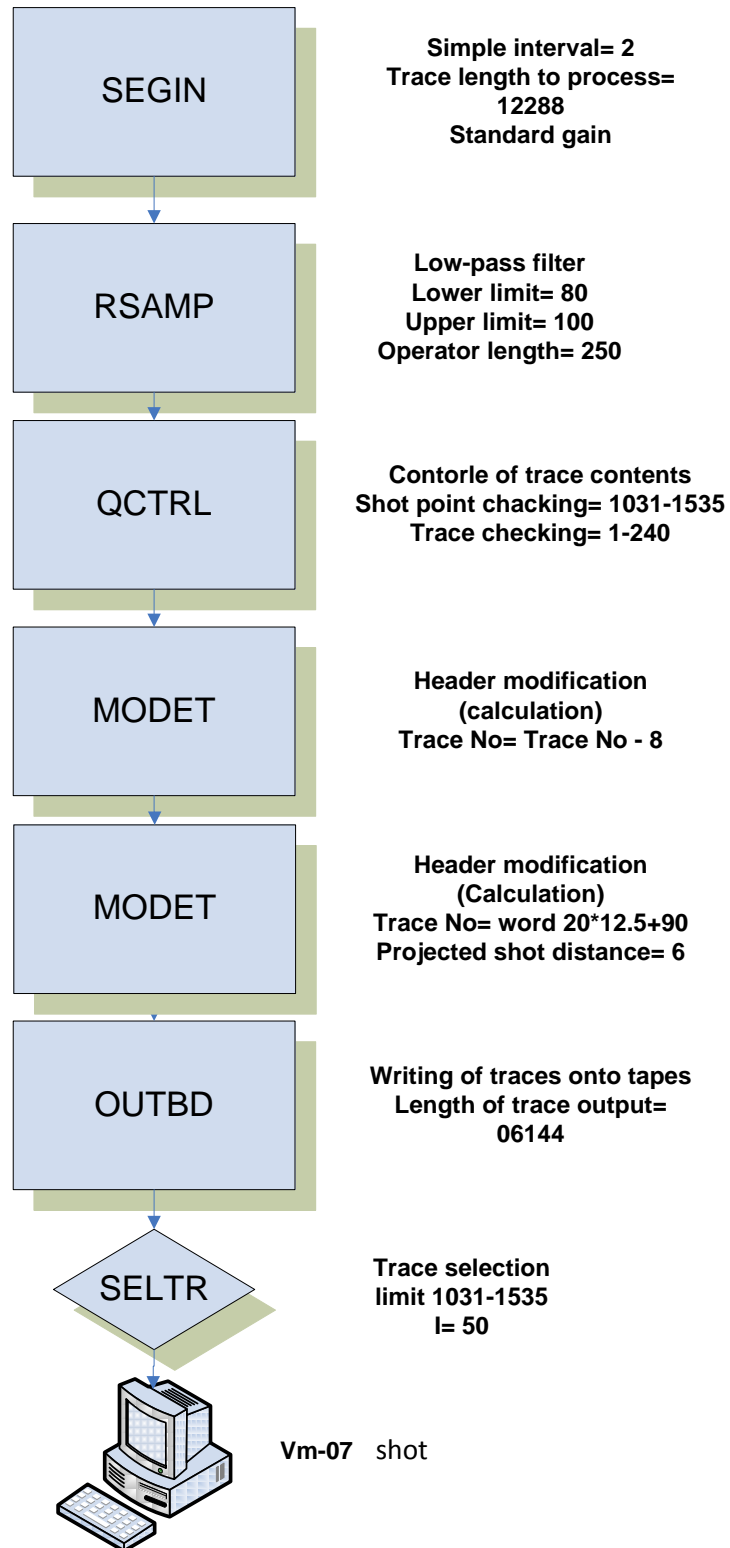 SEGIN
Simple interval= 2
Trace length to process=
12288
Standard gain
RSAMP
Low-pass filter
Lower limit= 80
Upper limit= 100
Operator length= 250
QCTRL
Contorle of trace contents
Shot point chacking= 1031-1535
Trace checking= 1-240
MODET
Header modification
(calculation)
Trace No= Trace No - 8
MODET
Header modification
(Calculation)
Trace No= word 20*12.5+90
Projected shot distance= 6
OUTBD
Writing of traces onto tapes
Length of trace output=
06144
SELTR
Trace selection
limit 1031-1535
I= 50
Vm-07 shot